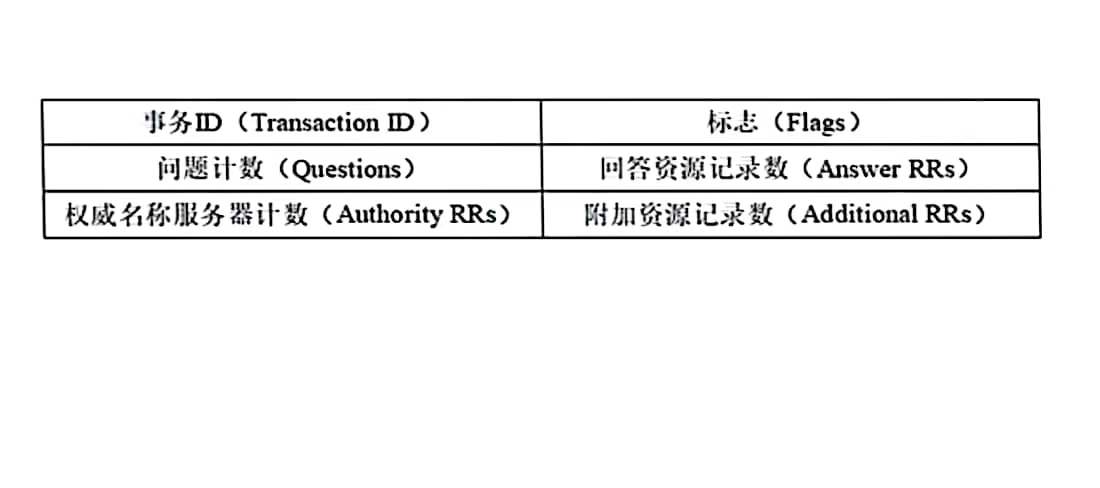 事务ID（Transaction ID） 标志（Flags）
问题计数（Questions） 回答资源记录数（Answer RRs）
权威名称服务器计数（Authority RRs） 附加资源记录数（Additional RRs）